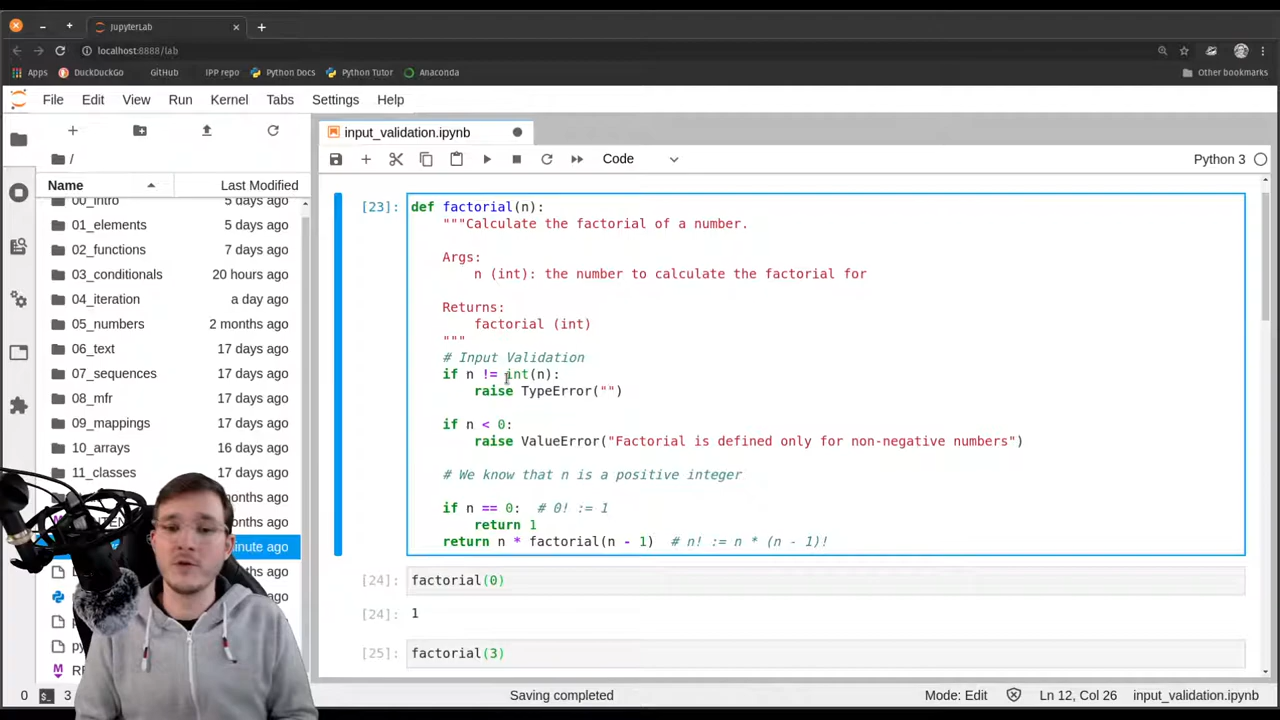 JupyterLab
localhost:8888/lab
Apps DuckDuckGo GitHub IPP repo Python Docs Python Tutor Anaconda Other bookmarks
File Edit View Run Kernel Tabs Settings Help
input_validation.ipynb
/
Code Python 3
Name Last Modified
00_intro 5 days ago
01_elements 5 days ago
02_functions 7 days ago
03_conditionals 20 hours ago
04_iteration a day ago
05_numbers 2 months ago
06_text 17 days ago
07_sequences 17 days ago
08_mfr 17 days ago
09_mappings 17 days ago
10_arrays 16 days ago
11_classes 17 days ago
months ago
minute ago
[23]:
def factorial(n):
"""Calculate the factorial of a number.
Args:
n (int): the number to calculate the factorial for
Returns:
factorial (int)
"""
# Input Validation
if n != int(n):
raise TypeError("")
if n < 0:
raise ValueError("Factorial is defined only for non-negative numbers")
# We know that n is a positive integer
if n == 0: # 0! := 1
return 1
return n * factorial(n - 1) # n! := n * (n - 1)!
[24]: factorial(0)
[24]: 1
[25]: factorial(3)
0 $_ 3 Saving completed Mode: Edit Ln 12, Col 26 input_validation.ipynb